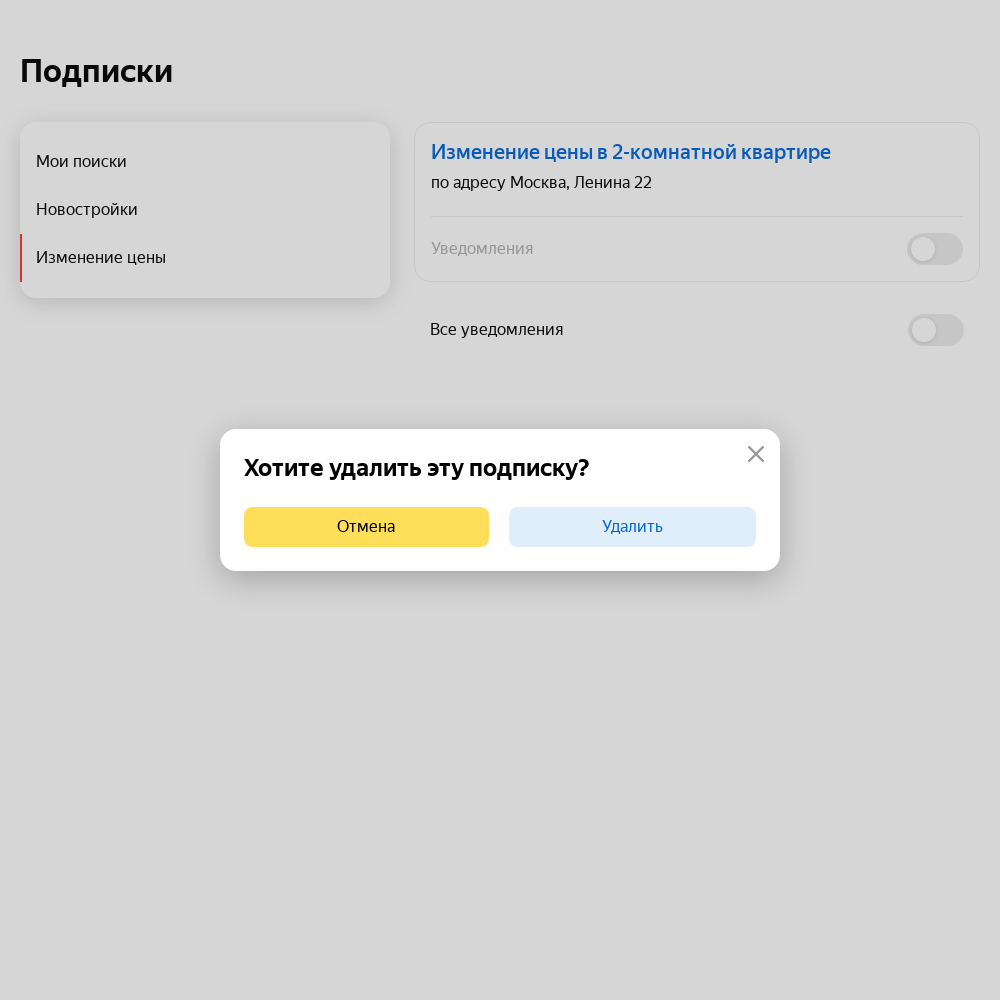 Подписки
Мои поиски
Новостройки
Изменение цены
Изменение цены в 2-комнатной квартире
по адресу Москва, Ленина 22
Уведомления
Все уведомления
Хотите удалить эту подписку?
Отмена
Удалить